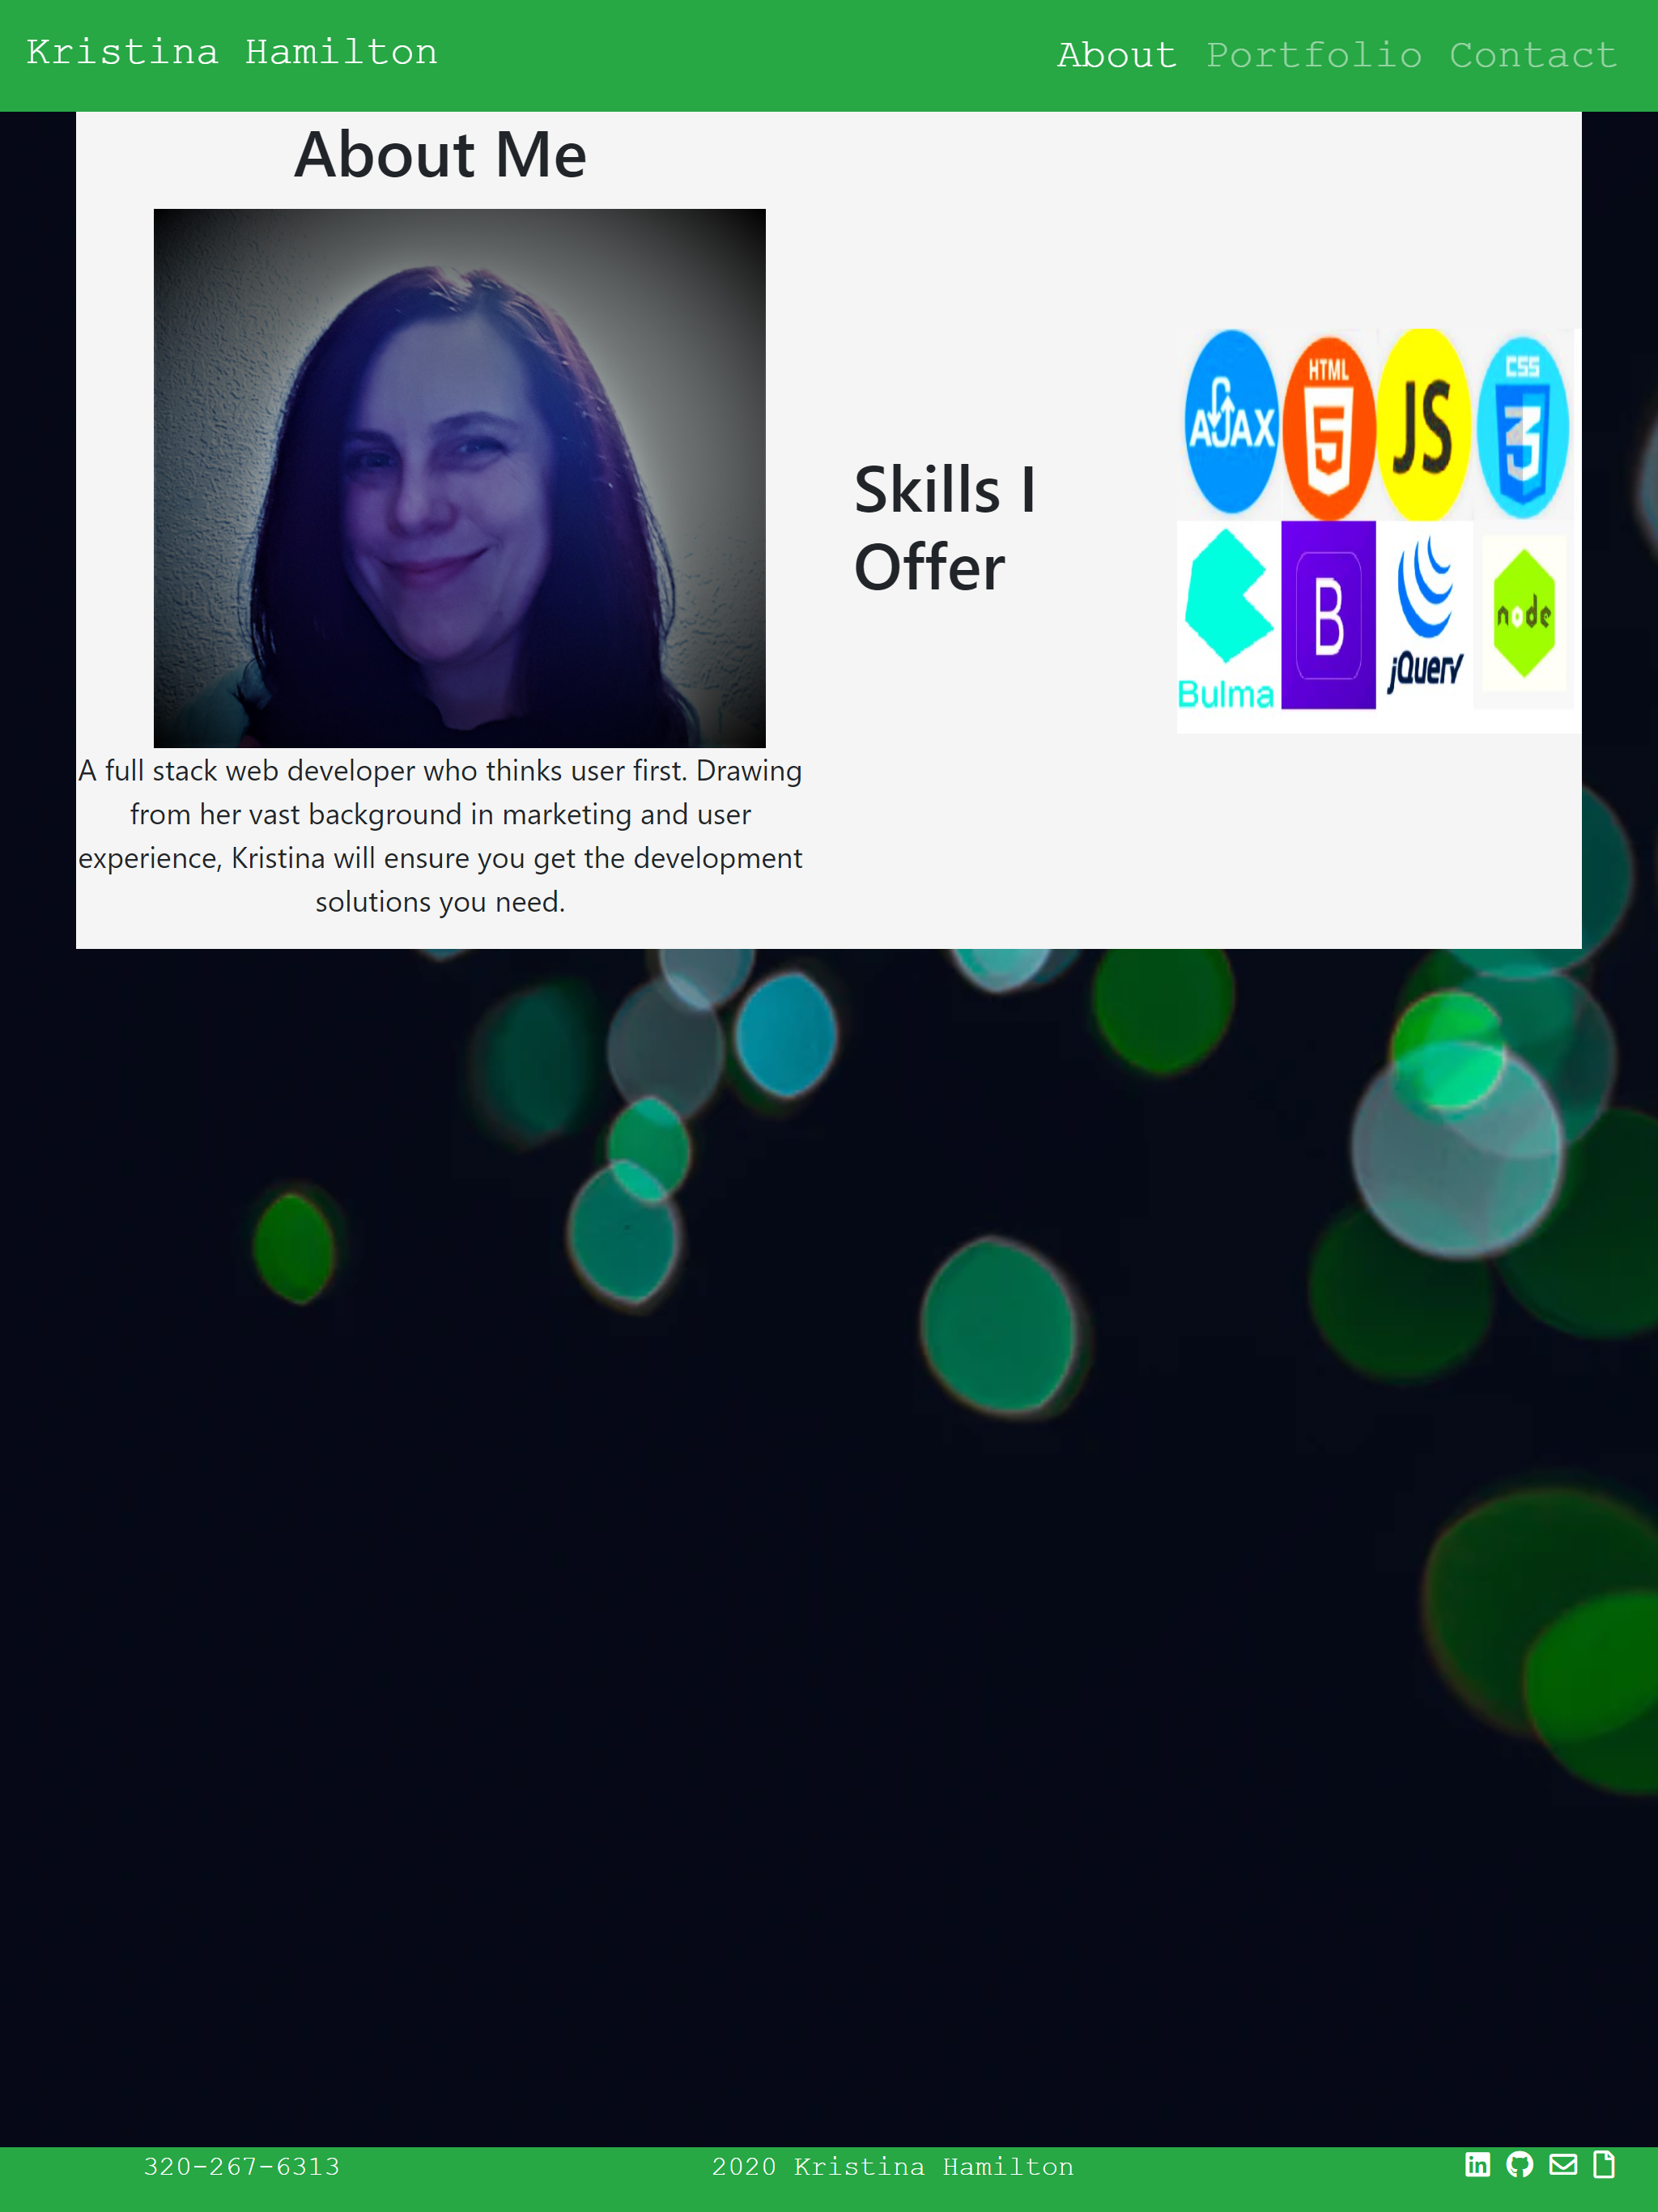 Kristina Hamilton
About Portfolio Contact
About Me
A full stack web developer who thinks user first. Drawing
from her vast background in marketing and user
experience, Kristina will ensure you get the development
solutions you need.
Skills I
Offer
AJAX
HTML
5
JS
CSS
3
Bulma
B
jQuery
node
320-267-6313
2020 Kristina Hamilton
in